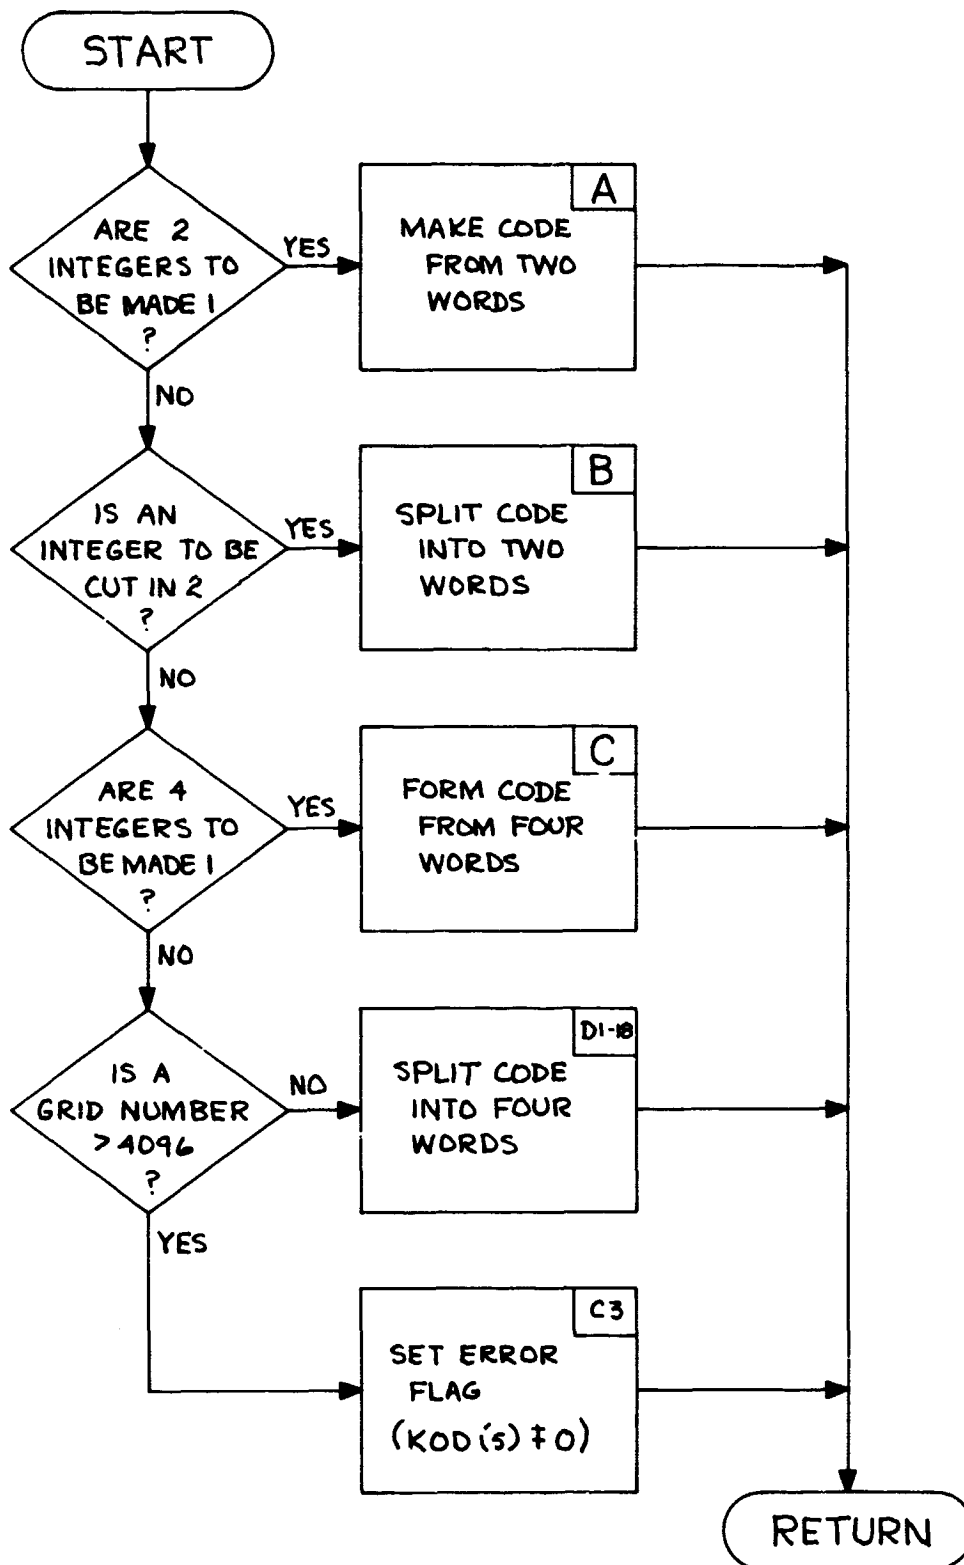 START
ARE 2
INTEGERS TO
BE MADE 1
?
YES
A
MAKE CODE
FROM TWO
WORDS
NO
IS AN
INTEGER TO BE
CUT IN 2
?
YES
B
SPLIT CODE
INTO TWO
WORDS
NO
ARE 4
INTEGERS TO
BE MADE 1
?
YES
C
FORM CODE
FROM FOUR
WORDS
NO
IS A
GRID NUMBER
>4096
?
NO
D1-18
SPLIT CODE
INTO FOUR
WORDS
YES
C3
SET ERROR
FLAG
(KOD(5) ≠ 0)
RETURN